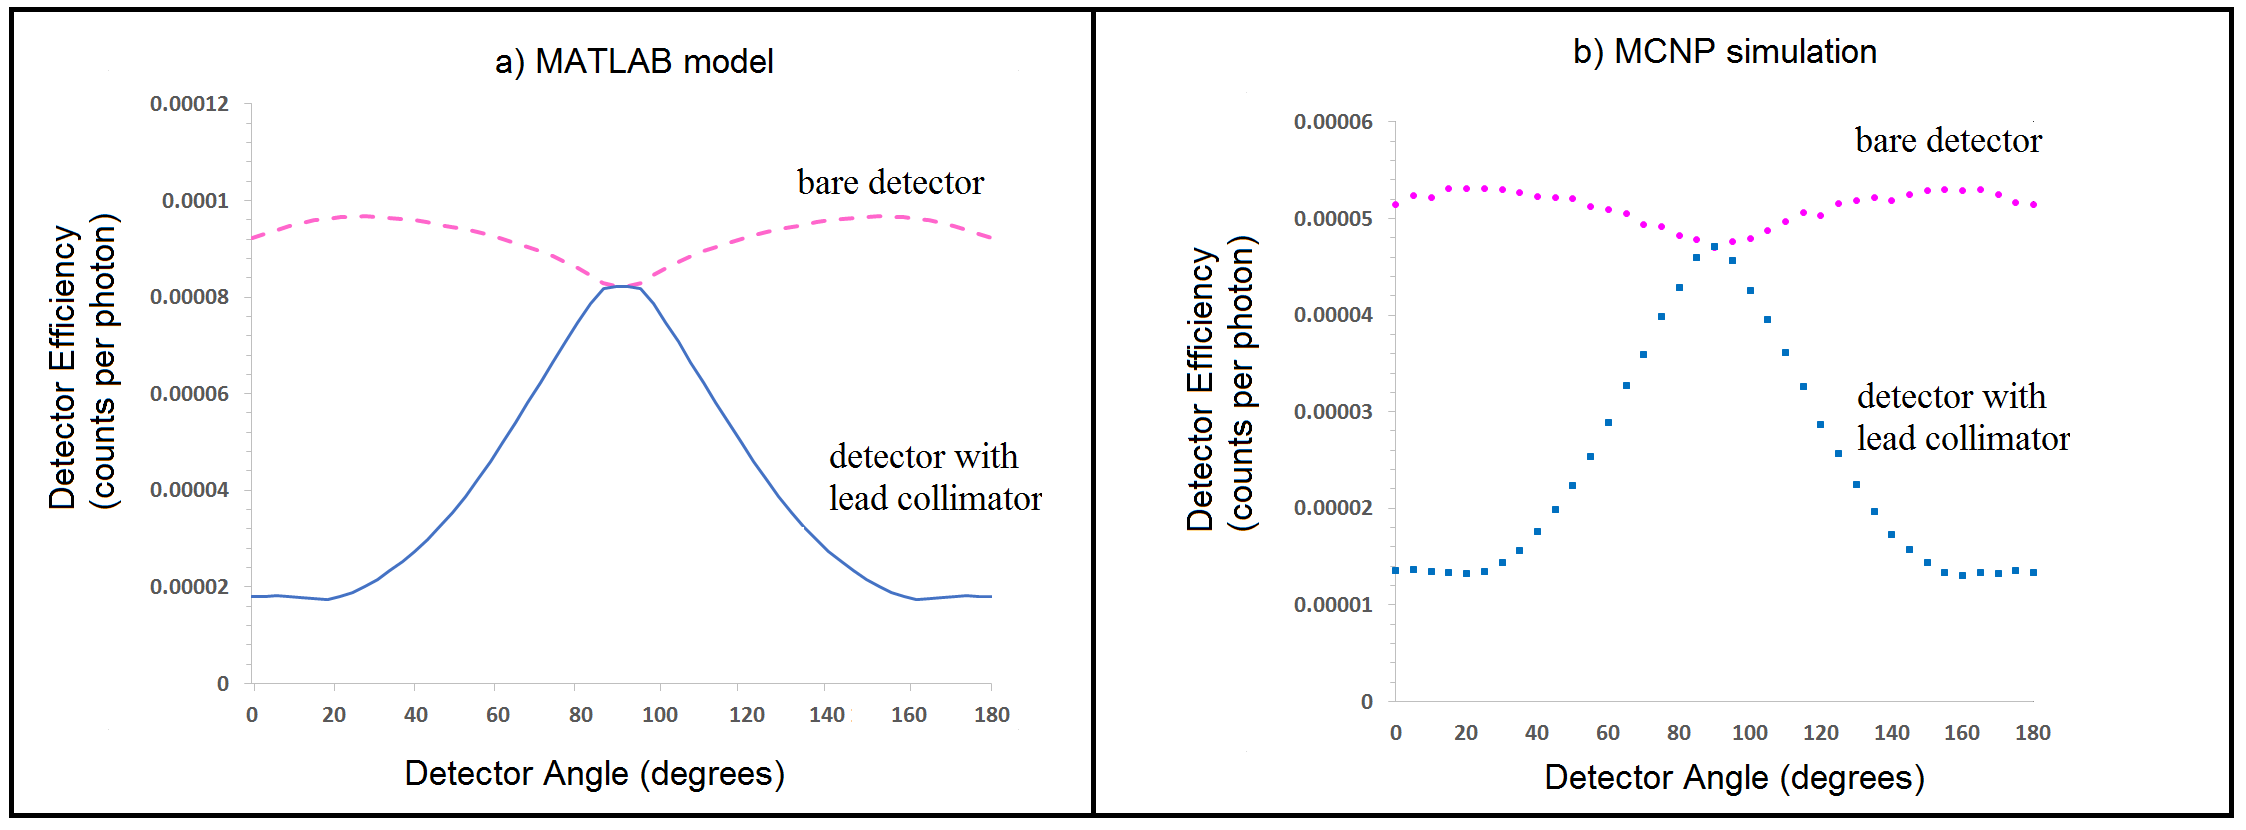 a) MATLAB model
0.00012
0.0001
0.00008
0.00006
0.00004
0.00002
0
0 20 40 60 80 100 120 140 160 180
Detector Efficiency
(counts per photon)
Detector Angle (degrees)
bare detector
detector with
lead collimator
b) MCNP simulation
0.00006
0.00005
0.00004
0.00003
0.00002
0.00001
0
0 20 40 60 80 100 120 140 160 180
Detector Efficiency
(counts per photon)
Detector Angle (degrees)
bare detector
detector with
lead collimator